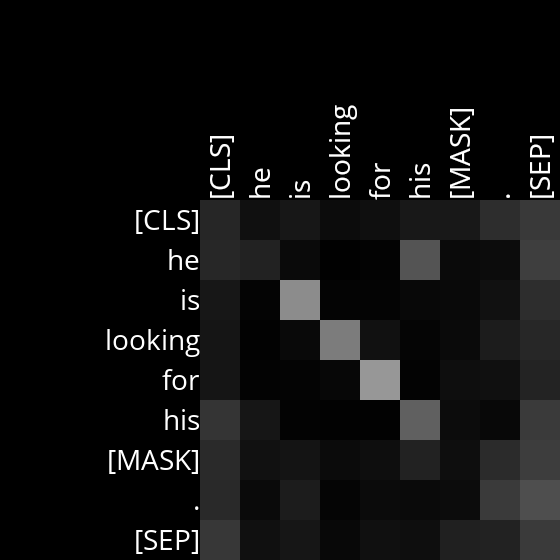 [CLS] he is looking for his [MASK] . [SEP]
[CLS]
he
is
looking
for
his
[MASK]
.
[SEP]